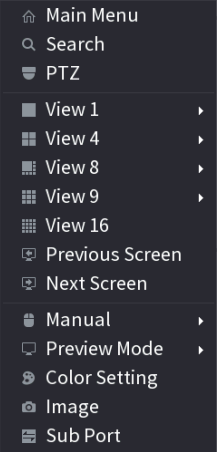 Main Menu
Search
PTZ
View 1
View 4
View 8
View 9
View 16
Previous Screen
Next Screen
Manual
Preview Mode
Color Setting
Image
Sub Port